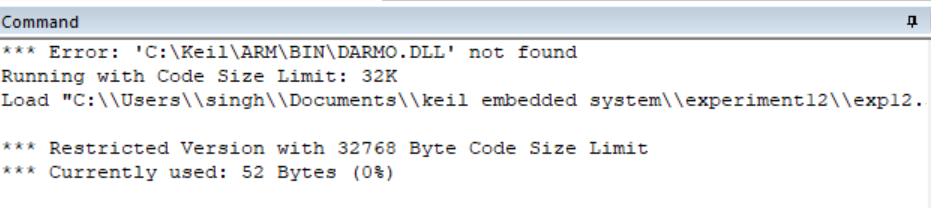 Command
*** Error: 'C:\Keil\ARM\BIN\DARMO.DLL' not found
Running with Code Size Limit: 32K
Load "C:\\Users\\singh\\Documents\\keil embedded system\\experiment12\\exp12.
*** Restricted Version with 32768 Byte Code Size Limit
*** Currently used: 52 Bytes (0%)